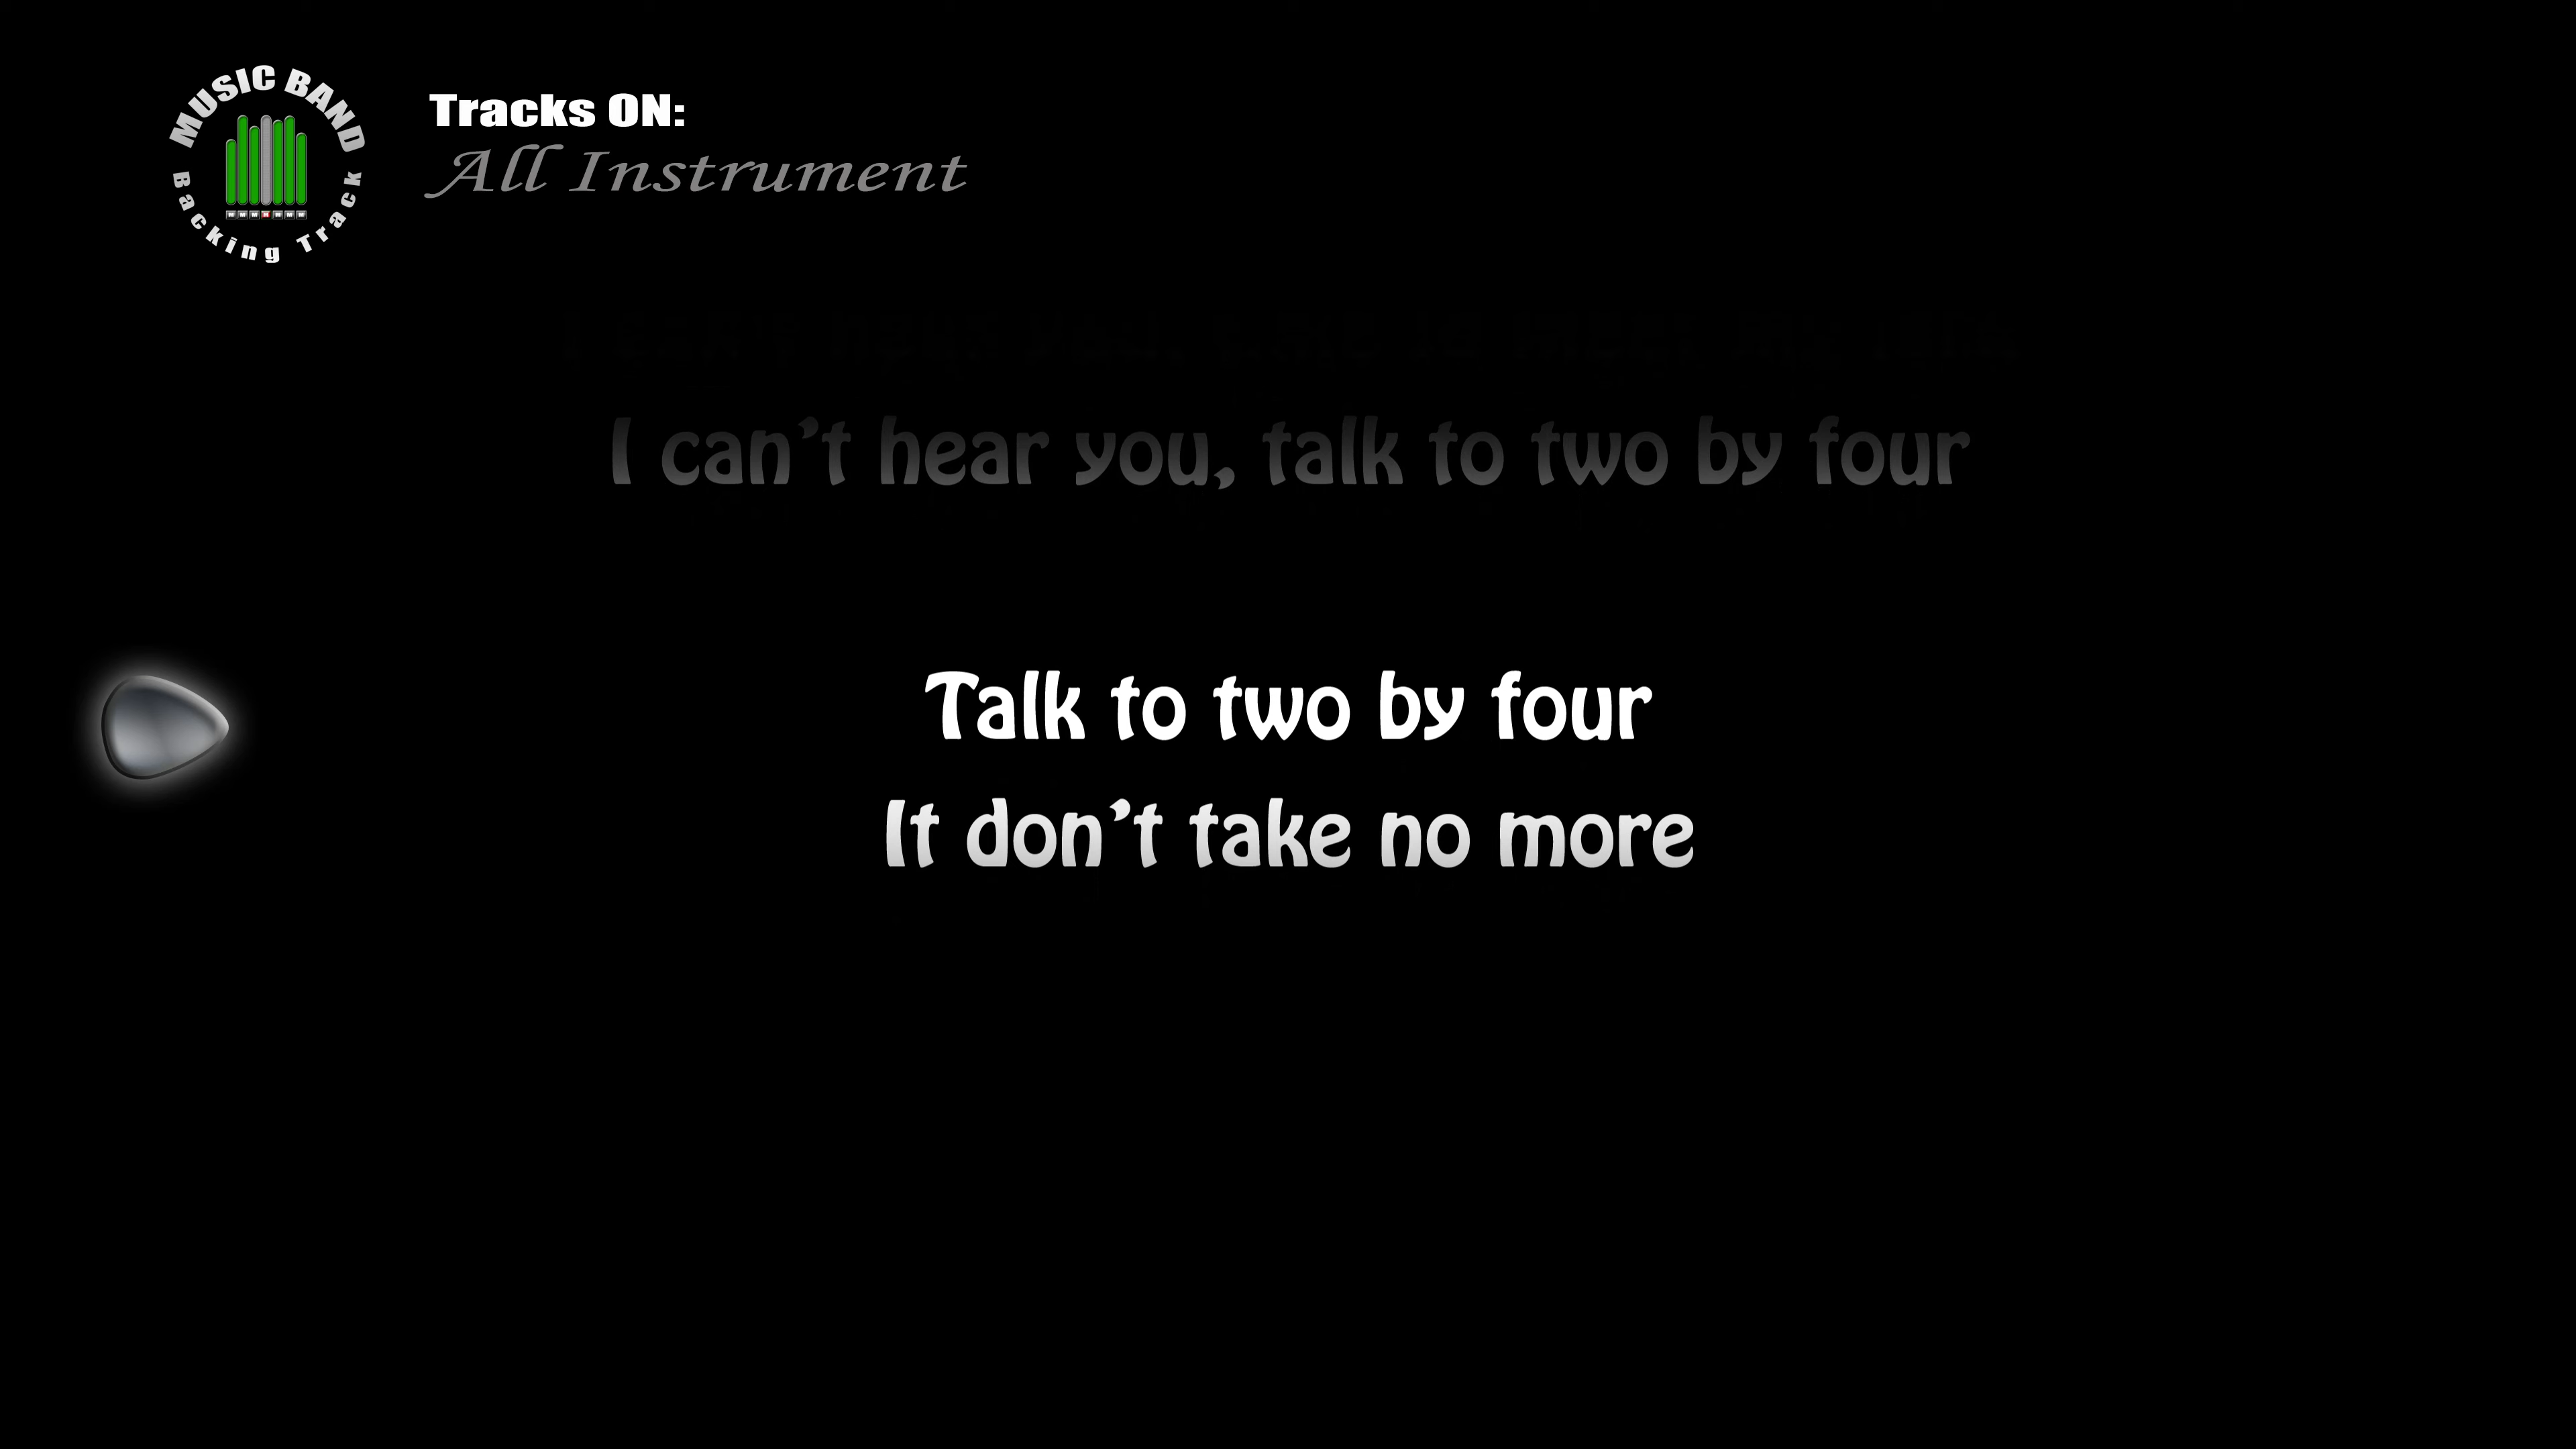 MUSIC BAND
Backing Track
Tracks ON:
All Instrument
I can't hear you, talk to two by four
Talk to two by four
It don't take no more